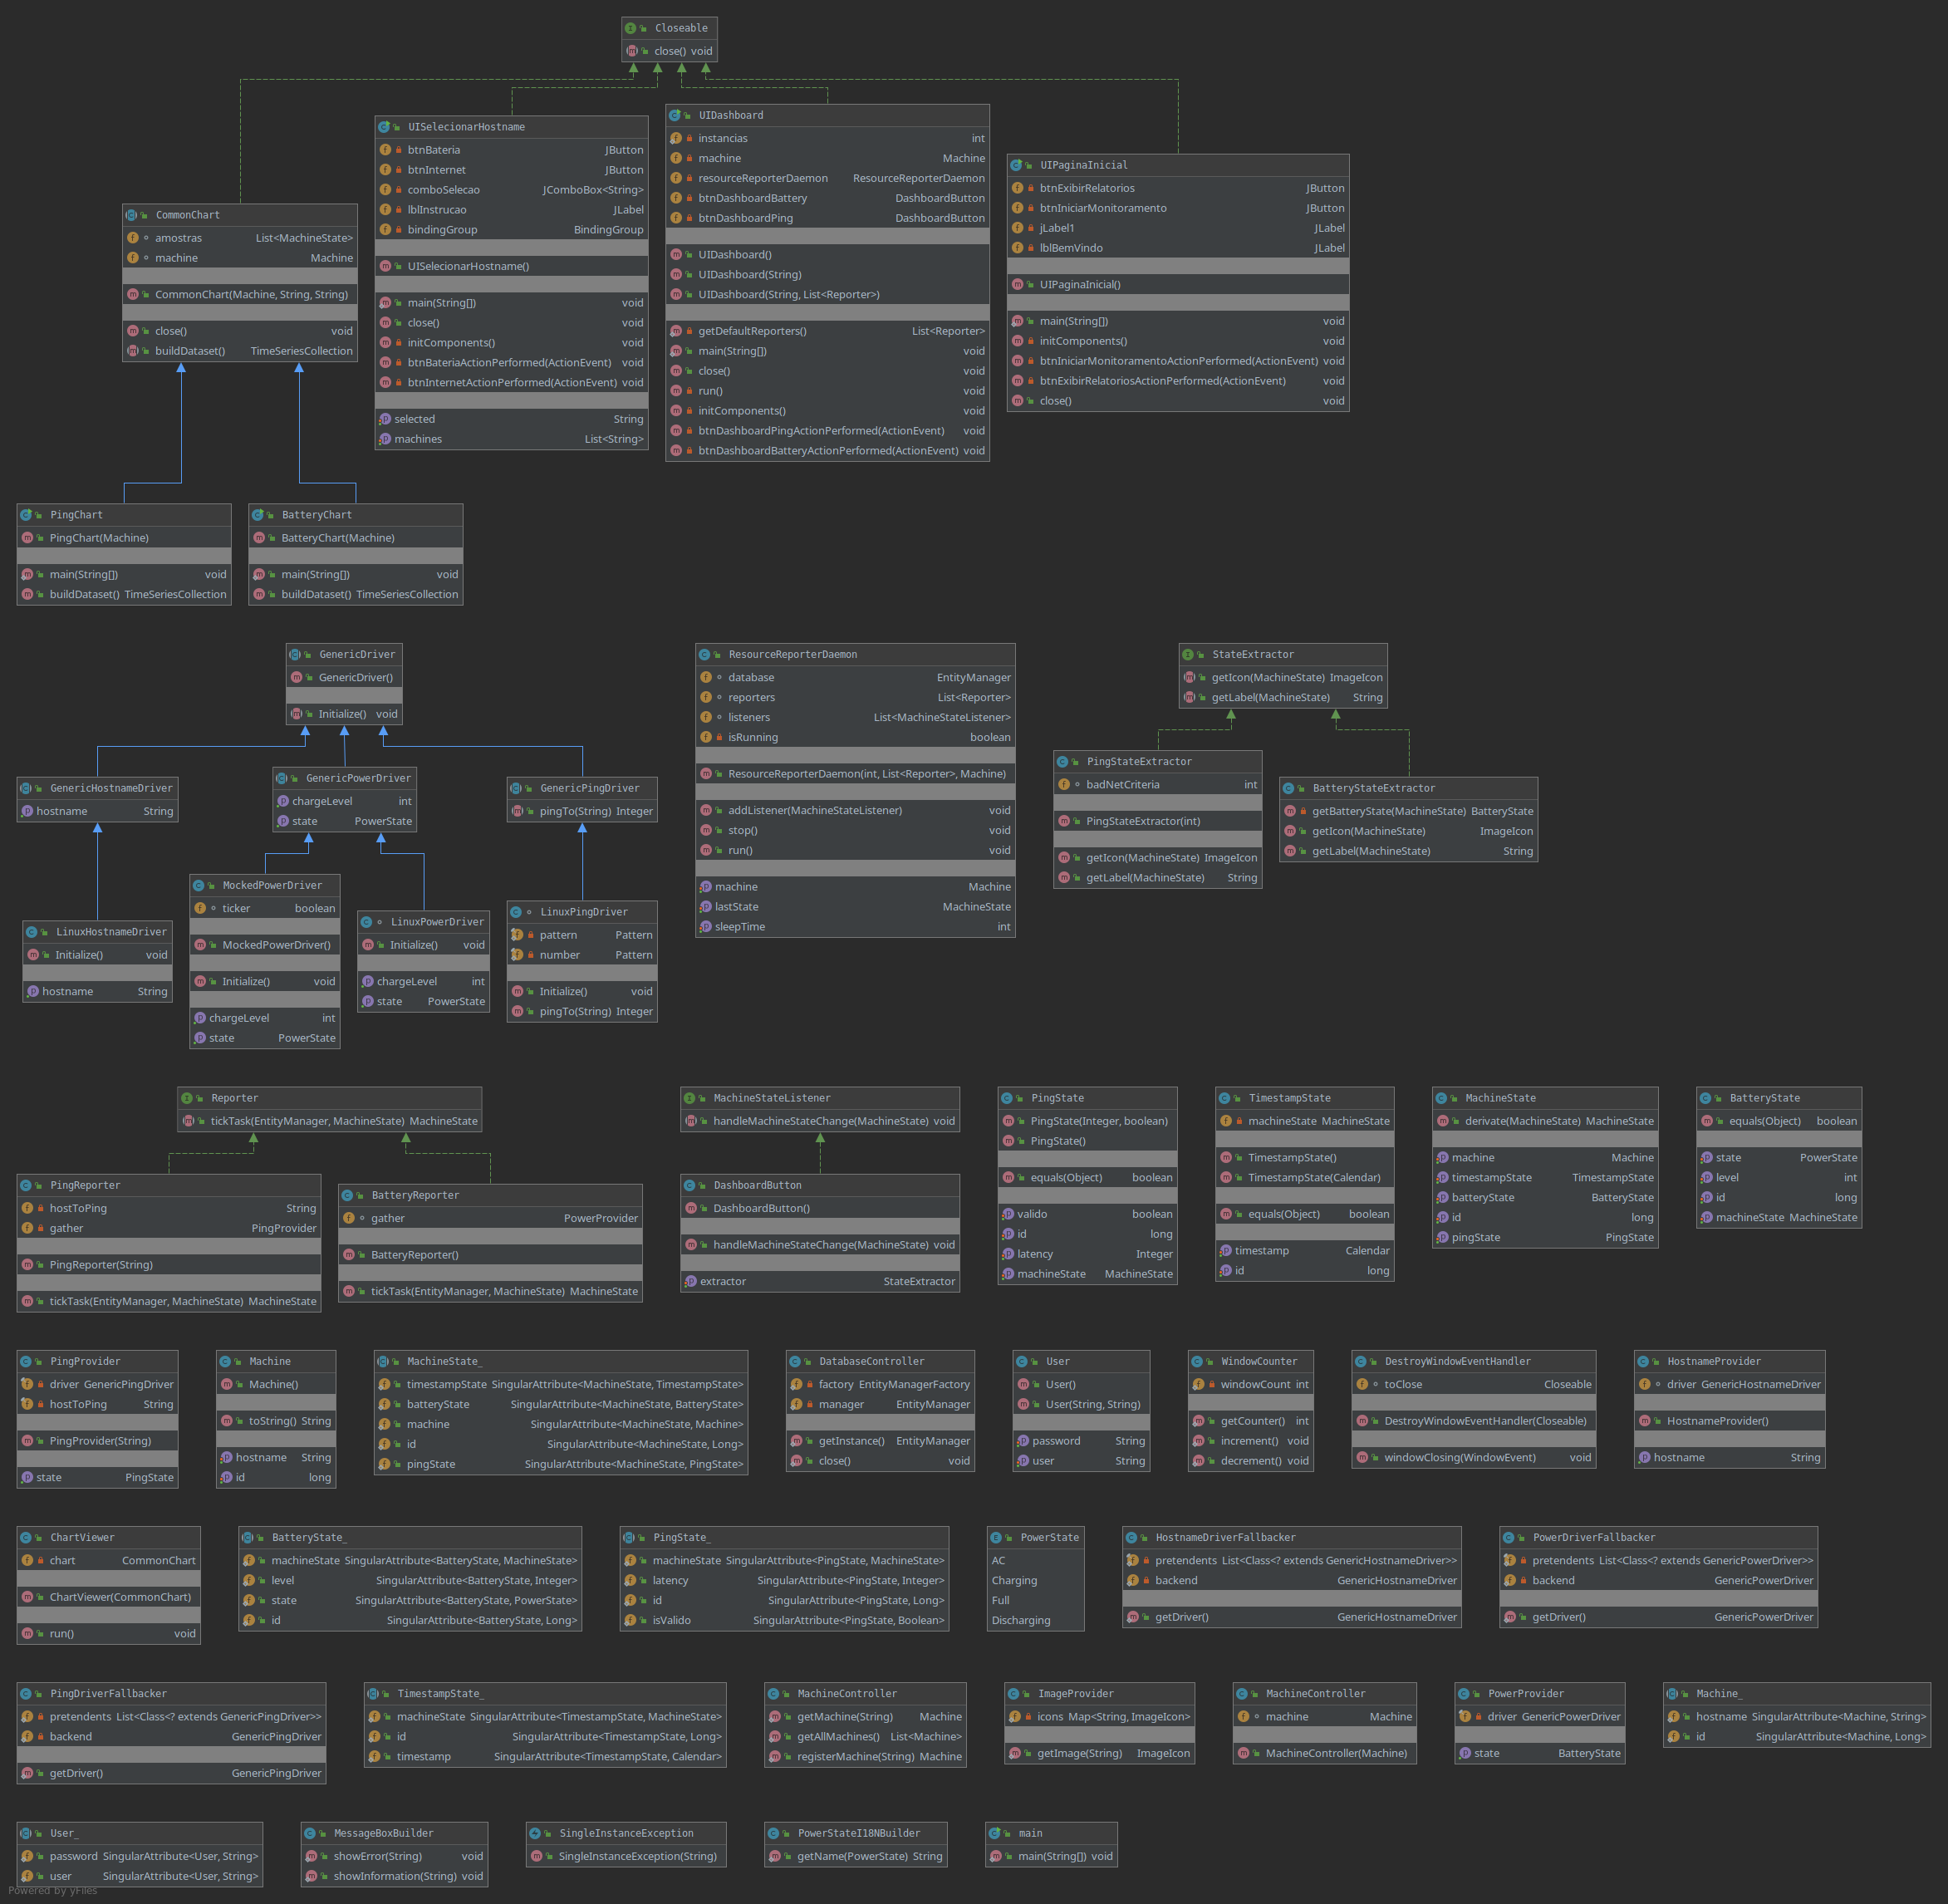 Closeable
close() void
CommonChart
amostras List<MachineState>
machine Machine
CommonChart(Machine, String, String)
close() void
buildDataset() TimeSeriesCollection
UISelecionarHostname
btnBateria JButton
btnInternet JButton
comboSelecao JComboBox<String>
lblInstrucao JLabel
bindingGroup BindingGroup
UISelecionarHostname()
main(String[]) void
close() void
initComponents() void
btnBateriaActionPerformed(ActionEvent) void
btnInternetActionPerformed(ActionEvent) void
selected String
machines List<String>
UIDashboard
instancias int
machine Machine
resourceReporterDaemon ResourceReporterDaemon
btnDashboardBattery DashboardButton
btnDashboardPing DashboardButton
UIDashboard()
UIDashboard(String)
UIDashboard(String, List<Reporter>)
getDefaultReporters() List<Reporter>
main(String[]) void
close() void
run() void
initComponents() void
btnDashboardPingActionPerformed(ActionEvent) void
btnDashboardBatteryActionPerformed(ActionEvent) void
UIPaginaInicial
btnExibirRelatorios JButton
btnIniciarMonitoramento JButton
jLabel1 JLabel
lblBemVindo JLabel
UIPaginaInicial()
main(String[]) void
initComponents() void
btnIniciarMonitoramentoActionPerformed(ActionEvent) void
btnExibirRelatoriosActionPerformed(ActionEvent) void
close() void
PingChart
PingChart(Machine)
main(String[]) void
buildDataset() TimeSeriesCollection
BatteryChart
BatteryChart(Machine)
main(String[]) void
buildDataset() TimeSeriesCollection
GenericDriver
GenericDriver()
Initialize() void
GenericHostnameDriver
hostname String
GenericPowerDriver
chargeLevel int
state PowerState
GenericPingDriver
pingTo(String) Integer
LinuxHostnameDriver
Initialize() void
hostname String
MockedPowerDriver
ticker boolean
MockedPowerDriver()
Initialize() void
chargeLevel int
state PowerState
LinuxPowerDriver
Initialize() void
chargeLevel int
state PowerState
LinuxPingDriver
pattern Pattern
number Pattern
Initialize() void
pingTo(String) Integer
ResourceReporterDaemon
database EntityManager
reporters List<Reporter>
listeners List<MachineStateListener>
isRunning boolean
ResourceReporterDaemon(int, List<Reporter>, Machine)
addListener(MachineStateListener) void
stop() void
run() void
machine Machine
lastState MachineState
sleepTime int
StateExtractor
getIcon(MachineState) ImageIcon
getLabel(MachineState) String
PingStateExtractor
badNetCriteria int
PingStateExtractor(int)
getIcon(MachineState) ImageIcon
getLabel(MachineState) String
BatteryStateExtractor
getBatteryState(MachineState) BatteryState
getIcon(MachineState) ImageIcon
getLabel(MachineState) String
Reporter
tickTask(EntityManager, MachineState) MachineState
PingReporter
hostToPing String
gather PingProvider
PingReporter(String)
tickTask(EntityManager, MachineState) MachineState
BatteryReporter
gather PowerProvider
BatteryReporter()
tickTask(EntityManager, MachineState) MachineState
MachineStateListener
handleMachineStateChange(MachineState) void
DashboardButton
DashboardButton()
handleMachineStateChange(MachineState) void
extractor StateExtractor
PingState
PingState(Integer, boolean)
PingState()
equals(Object) boolean
valido boolean
id long
latency Integer
machineState MachineState
TimestampState
machineState MachineState
TimestampState()
TimestampState(Calendar)
equals(Object) boolean
timestamp Calendar
id long
MachineState
derivate(MachineState) MachineState
machine Machine
timestampState TimestampState
batteryState BatteryState
id long
pingState PingState
BatteryState
equals(Object) boolean
state PowerState
level int
id long
machineState MachineState
PingProvider
driver GenericPingDriver
hostToPing String
PingProvider(String)
state PingState
Machine
Machine()
toString() String
hostname String
id long
MachineState_
timestampState SingularAttribute<MachineState, TimestampState>
batteryState SingularAttribute<MachineState, BatteryState>
machine SingularAttribute<MachineState, Machine>
id SingularAttribute<MachineState, Long>
pingState SingularAttribute<MachineState, PingState>
DatabaseController
factory EntityManagerFactory
manager EntityManager
getInstance() EntityManager
close() void
User
User()
User(String, String)
password String
user String
WindowCounter
windowCount int
getCounter() int
increment() void
decrement() void
DestroyWindowEventHandler
toClose Closeable
DestroyWindowEventHandler(Closeable)
windowClosing(WindowEvent) void
HostnameProvider
driver GenericHostnameDriver
HostnameProvider()
hostname String
ChartViewer
chart CommonChart
ChartViewer(CommonChart)
run() void
BatteryState_
machineState SingularAttribute<BatteryState, MachineState>
level SingularAttribute<BatteryState, Integer>
state SingularAttribute<BatteryState, PowerState>
id SingularAttribute<BatteryState, Long>
PingState_
machineState SingularAttribute<PingState, MachineState>
latency SingularAttribute<PingState, Integer>
id SingularAttribute<PingState, Long>
isValido SingularAttribute<PingState, Boolean>
PowerState
AC
Charging
Full
Discharging
HostnameDriverFallbacker
pretendents List<Class<? extends GenericHostnameDriver>>
backend GenericHostnameDriver
getDriver() GenericHostnameDriver
PowerDriverFallbacker
pretendents List<Class<? extends GenericPowerDriver>>
backend GenericPowerDriver
getDriver() GenericPowerDriver
PingDriverFallbacker
pretendents List<Class<? extends GenericPingDriver>>
backend GenericPingDriver
getDriver() GenericPingDriver
TimestampState_
machineState SingularAttribute<TimestampState, MachineState>
id SingularAttribute<TimestampState, Long>
timestamp SingularAttribute<TimestampState, Calendar>
MachineController
getMachine(String) Machine
getAllMachines() List<Machine>
registerMachine(String) Machine
ImageProvider
icons Map<String, ImageIcon>
getImage(String) ImageIcon
MachineController
machine Machine
MachineController(Machine)
PowerProvider
driver GenericPowerDriver
state BatteryState
Machine_
hostname SingularAttribute<Machine, String>
id SingularAttribute<Machine, Long>
User_
password SingularAttribute<User, String>
user SingularAttribute<User, String>
MessageBoxBuilder
showError(String) void
showInformation(String) void
SingleInstanceException
SingleInstanceException(String)
PowerStateI18NBuilder
getName(PowerState) String
main
main(String[]) void
Powered by yFiles